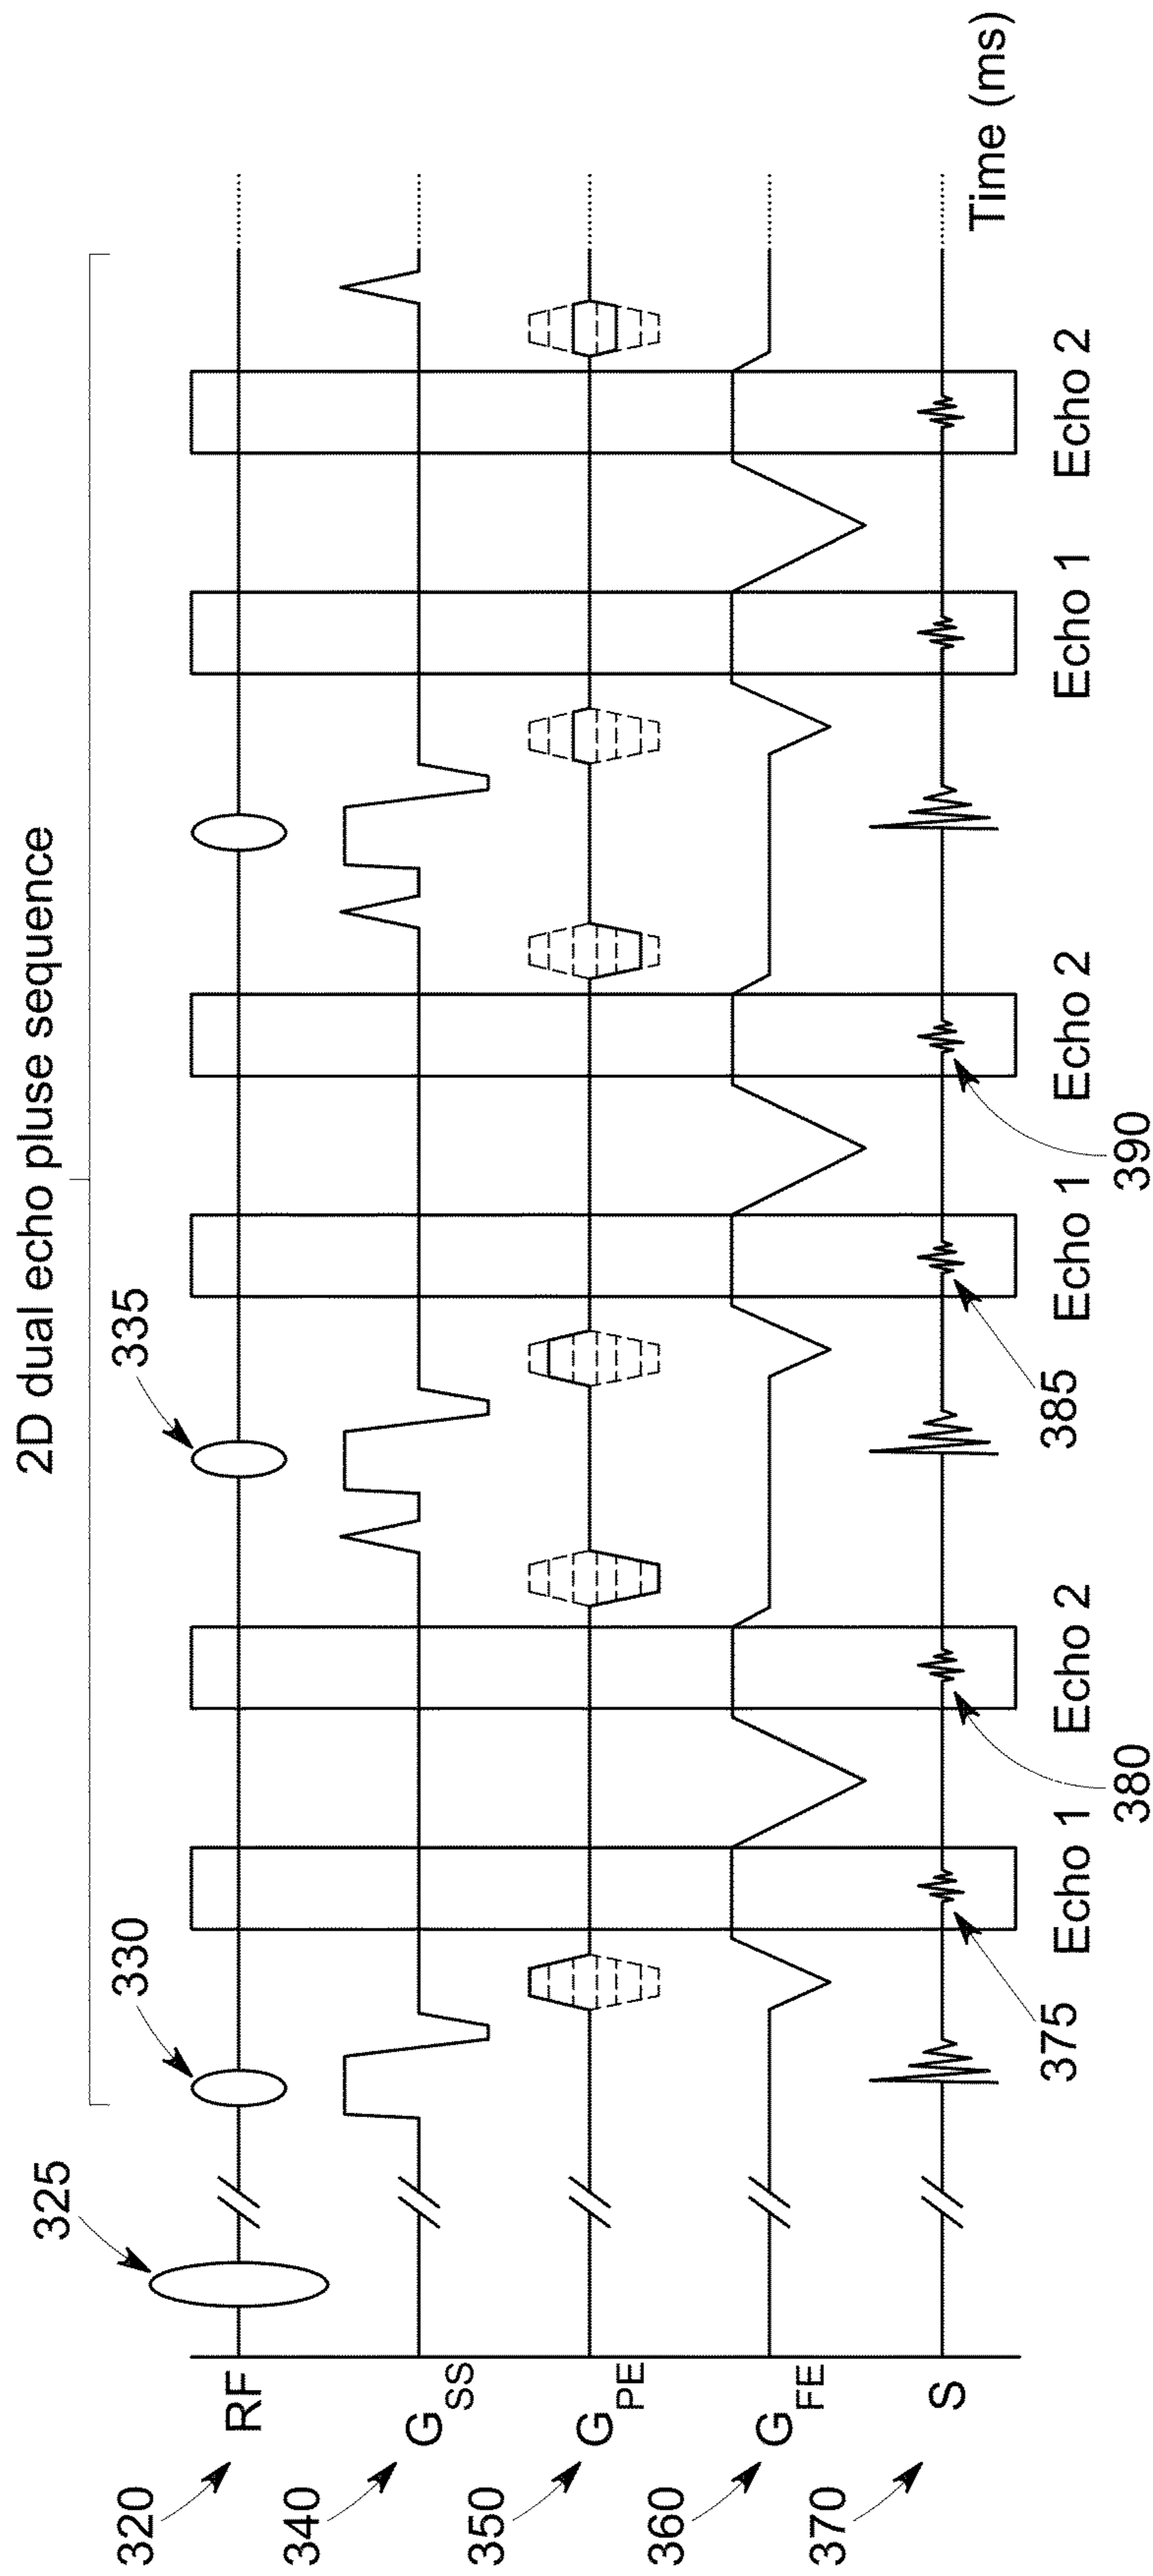 2D dual echo pluse sequence
325
330
335
320
RF
340
G SS
350
G PE
360
G FE
370
S
Time (ms)
Echo 1
Echo 2
Echo 1
Echo 2
Echo 1
Echo 2
375
380
385
390